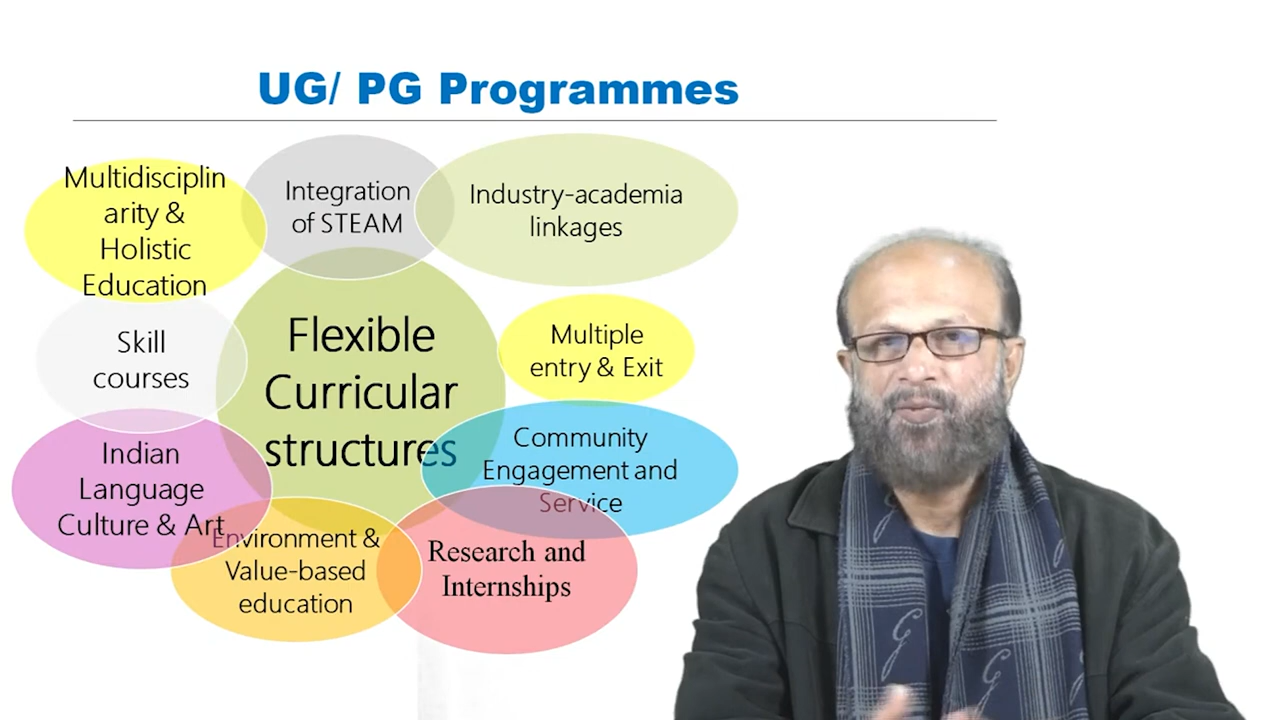 UG/ PG Programmes
Multidisciplin
arity &
Holistic
Education
Integration
of STEAM
Industry-academia
linkages
Skill
courses
Flexible
Curricular
structures
Multiple
entry & Exit
Indian
Language
Culture & Art
Community
Engagement and
Service
Environment &
Value-based
education
Research and
Internships